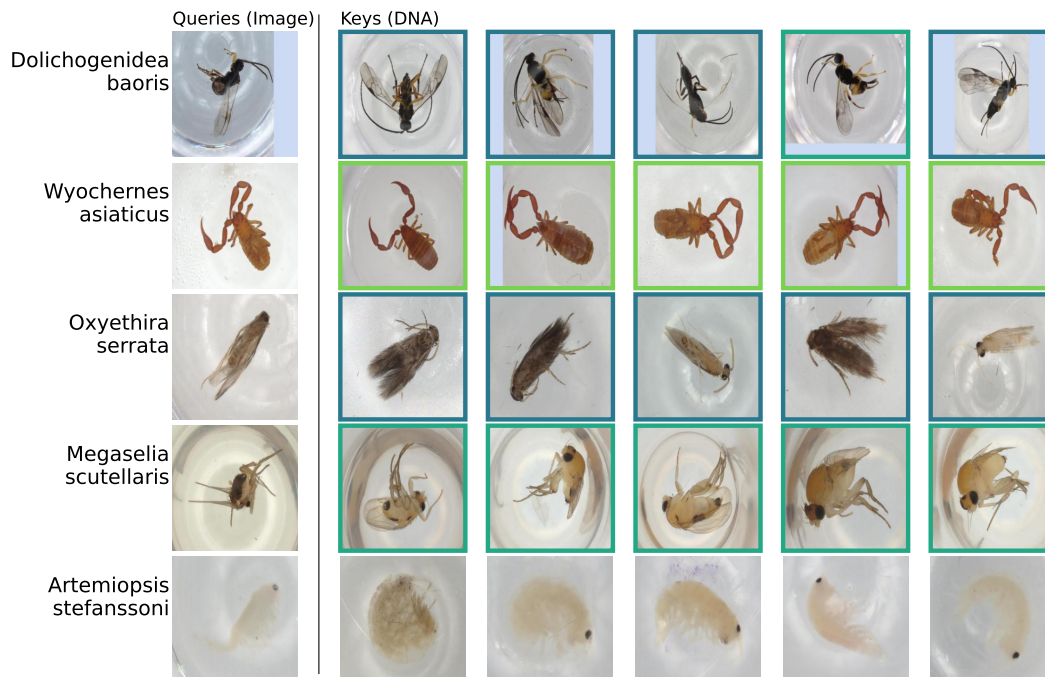 Queries (Image)
Keys (DNA)
Dolichogenidea
baoris
Wyochernes
asiaticus
Oxyethira
serrata
Megaselia
scutellaris
Artemiopsis
stefanssoni